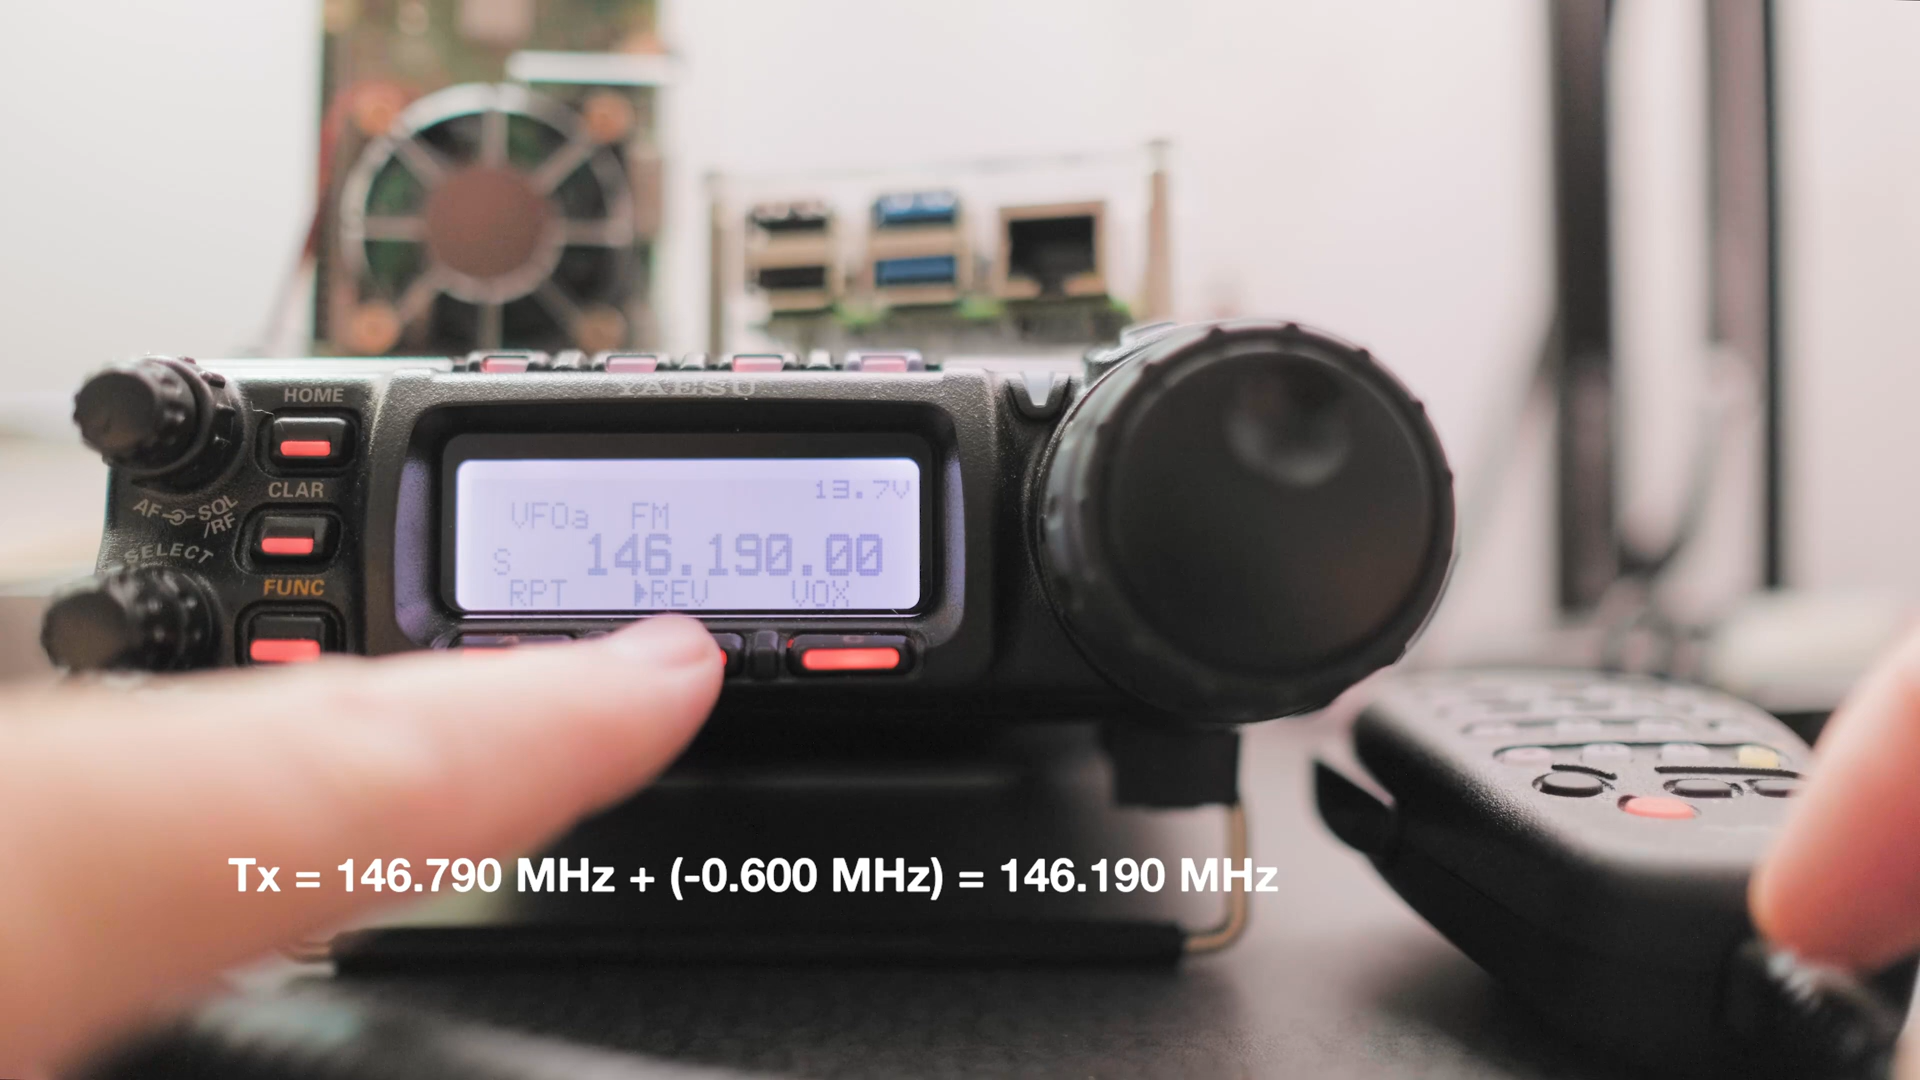 YAESU
HOME
CLAR
AF SQL
/RF
SELECT
FUNC
13.7V
VFOa FM
S 146.190.00
RPT ▶REV VOX
Tx = 146.790 MHz + (-0.600 MHz) = 146.190 MHz